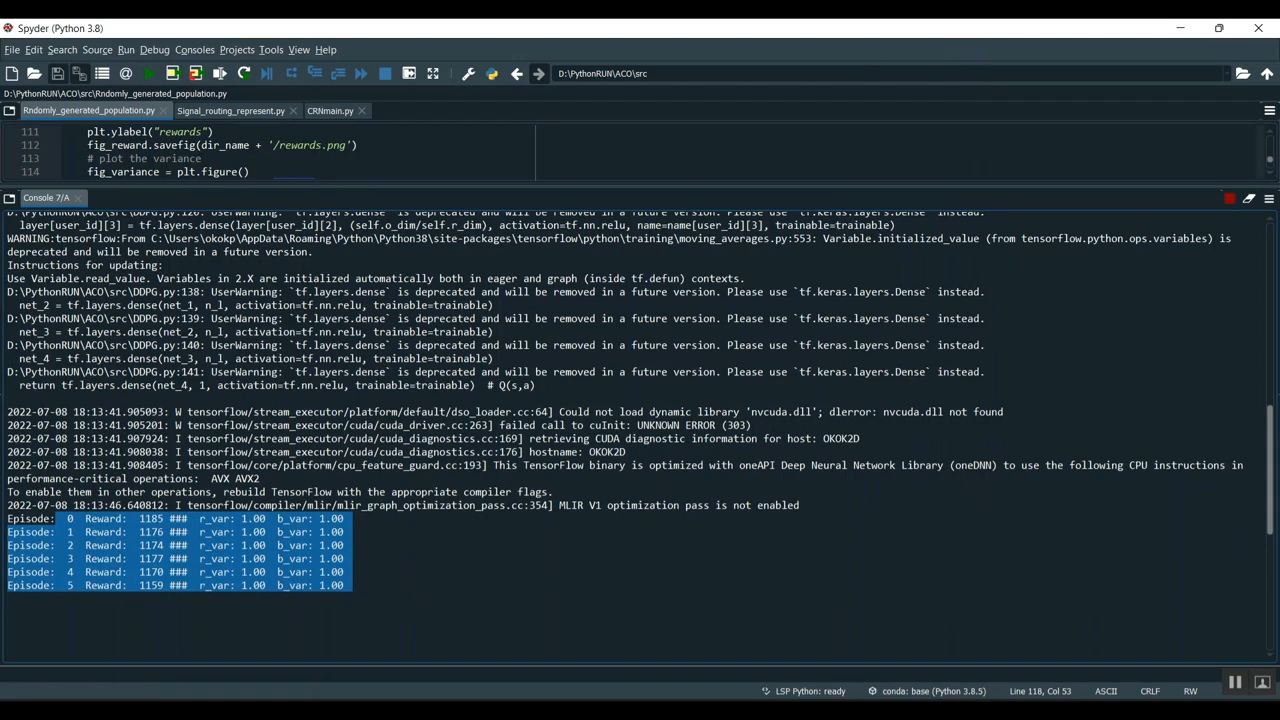 Spyder (Python 3.8)
File Edit Search Source Run Debug Consoles Projects Tools View Help
D:\PythonRUN\ACO\src
D:\PythonRUN\ACO\src\Rndomly_generated_population.py
Rndomly_generated_population.py Signal_routing_represent.py CRNmain.py
111 plt.ylabel("rewards")
112 fig_reward.savefig(dir_name + '/rewards.png')
113 # plot the variance
114 fig_variance = plt.figure()
Console 7/A
D:\PythonRUN\ACO\src\DDPG.py:120: UserWarning: `tf.layers.dense` is deprecated and will be removed in a future version. Please use `tf.keras.layers.Dense` instead.
layer[user_id][3] = tf.layers.dense(layer[user_id][2], (self.o_dim/self.r_dim), activation=tf.nn.relu, name=name[user_id][3], trainable=trainable)
WARNING:tensorflow:From C:\Users\okokp\AppData\Roaming\Python\Python38\site-packages\tensorflow\python\training\moving_averages.py:553: Variable.initialized_value (from tensorflow.python.ops.variables) is
deprecated and will be removed in a future version.
Instructions for updating:
Use Variable.read_value. Variables in 2.X are initialized automatically both in eager and graph (inside tf.defun) contexts.
D:\PythonRUN\ACO\src\DDPG.py:138: UserWarning: `tf.layers.dense` is deprecated and will be removed in a future version. Please use `tf.keras.layers.Dense` instead.
net_2 = tf.layers.dense(net_1, n_l, activation=tf.nn.relu, trainable=trainable)
D:\PythonRUN\ACO\src\DDPG.py:139: UserWarning: `tf.layers.dense` is deprecated and will be removed in a future version. Please use `tf.keras.layers.Dense` instead.
net_3 = tf.layers.dense(net_2, n_l, activation=tf.nn.relu, trainable=trainable)
D:\PythonRUN\ACO\src\DDPG.py:140: UserWarning: `tf.layers.dense` is deprecated and will be removed in a future version. Please use `tf.keras.layers.Dense` instead.
net_4 = tf.layers.dense(net_3, n_l, activation=tf.nn.relu, trainable=trainable)
D:\PythonRUN\ACO\src\DDPG.py:141: UserWarning: `tf.layers.dense` is deprecated and will be removed in a future version. Please use `tf.keras.layers.Dense` instead.
return tf.layers.dense(net_4, 1, activation=tf.nn.relu, trainable=trainable) # Q(s,a)
2022-07-08 18:13:41.905093: W tensorflow/stream_executor/platform/default/dso_loader.cc:64] Could not load dynamic library 'nvcuda.dll'; dlerror: nvcuda.dll not found
2022-07-08 18:13:41.905201: W tensorflow/stream_executor/cuda/cuda_driver.cc:263] failed call to cuInit: UNKNOWN ERROR (303)
2022-07-08 18:13:41.907924: I tensorflow/stream_executor/cuda/cuda_diagnostics.cc:169] retrieving CUDA diagnostic information for host: OKOK2D
2022-07-08 18:13:41.908038: I tensorflow/stream_executor/cuda/cuda_diagnostics.cc:176] hostname: OKOK2D
2022-07-08 18:13:41.908405: I tensorflow/core/platform/cpu_feature_guard.cc:193] This TensorFlow binary is optimized with oneAPI Deep Neural Network Library (oneDNN) to use the following CPU instructions in
performance-critical operations: AVX AVX2
To enable them in other operations, rebuild TensorFlow with the appropriate compiler flags.
2022-07-08 18:13:46.640812: I tensorflow/compiler/mlir/mlir_graph_optimization_pass.cc:354] MLIR V1 optimization pass is not enabled
Episode: 0 Reward: 1185 ### r_var: 1.00 b_var: 1.00
Episode: 1 Reward: 1176 ### r_var: 1.00 b_var: 1.00
Episode: 2 Reward: 1174 ### r_var: 1.00 b_var: 1.00
Episode: 3 Reward: 1177 ### r_var: 1.00 b_var: 1.00
Episode: 4 Reward: 1170 ### r_var: 1.00 b_var: 1.00
Episode: 5 Reward: 1159 ### r_var: 1.00 b_var: 1.00
LSP Python: ready conda: base (Python 3.8.5) Line 118, Col 53 ASCII CRLF RW